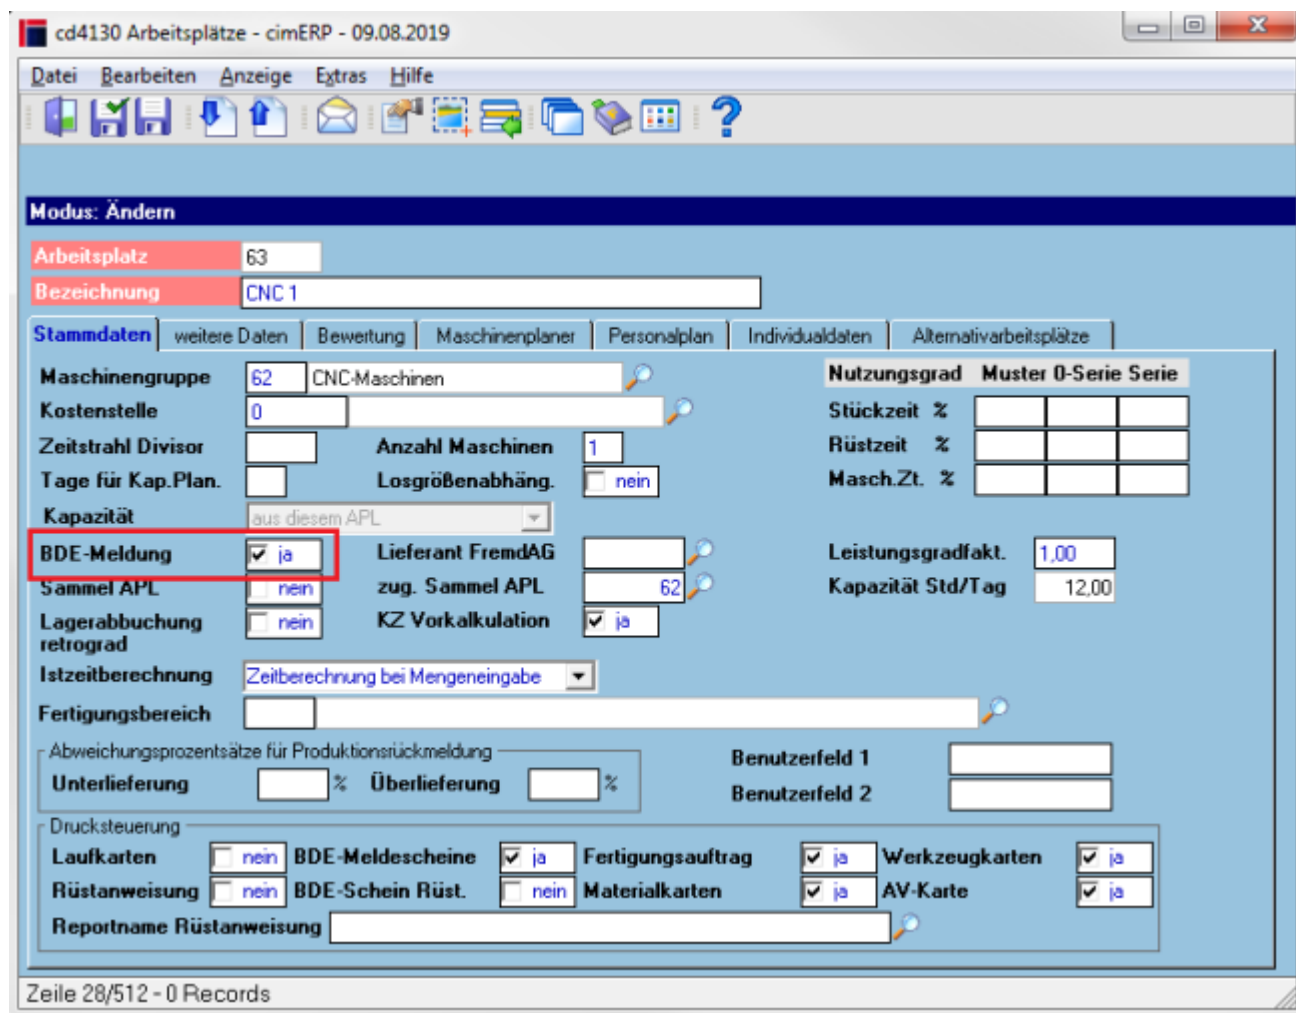 cd4130 Arbeitsplätze - cimERP - 09.08.2019
Datei Bearbeiten Anzeige Extras Hilfe
Modus: Ändern
Arbeitsplatz 63
Bezeichnung CNC 1
Stammdaten weitere Daten Bewertung Maschinenplaner Personalplan Individualdaten Alternativarbeitsplätze
Maschinengruppe 62 CNC-Maschinen Nutzungsgrad Muster 0-Serie Serie
Kostenstelle 0 Stückzeit %
Zeitstrahl Divisor Anzahl Maschinen 1 Rüstzeit %
Tage für Kap.Plan. Losgrößenabhäng. nein Masch.Zt. %
Kapazität aus diesem APL
BDE-Meldung ja Lieferant FremdAG Leistungsgradfakt. 1,00
Sammel APL nein zug. Sammel APL 62 Kapazität Std/Tag 12,00
Lagerabbuchung nein KZ Vorkalkulation ja
retrograd
Istzeitberechnung Zeitberechnung bei Mengeneingabe
Fertigungsbereich
Abweichungsprozentsätze für Produktionsrückmeldung
Benutzerfeld 1
Unterlieferung % Überlieferung %
Benutzerfeld 2
Drucksteuerung
Laufkarten nein BDE-Meldescheine ja Fertigungsauftrag ja Werkzeugkarten ja
Rüstanweisung nein BDE-Schein Rüst. nein Materialkarten ja AV-Karte ja
Reportname Rüstanweisung
Zeile 28/512 - 0 Records